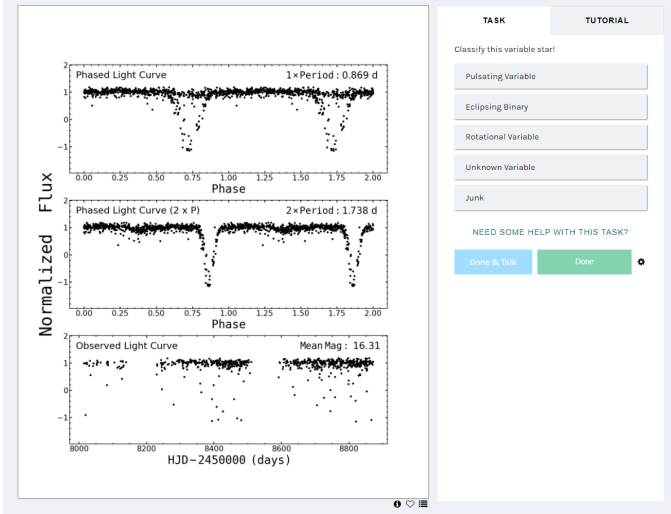 TASK
TUTORIAL
Classify this variable star!
Pulsating Variable
Eclipsing Binary
Rotational Variable
Unknown Variable
Junk
NEED SOME HELP WITH THIS TASK?
Done & Talk
Done
Normalized Flux
Phased Light Curve
1×Period: 0.869 d
2
1
0
−1
0.00 0.25 0.50 0.75 1.00 1.25 1.50 1.75 2.00
Phase
Phased Light Curve (2 x P)
2×Period: 1.738 d
2
1
0
−1
0.00 0.25 0.50 0.75 1.00 1.25 1.50 1.75 2.00
Phase
Observed Light Curve
Mean Mag: 16.31
2
1
0
−1
8000 8200 8400 8600 8800
HJD−2450000 (days)